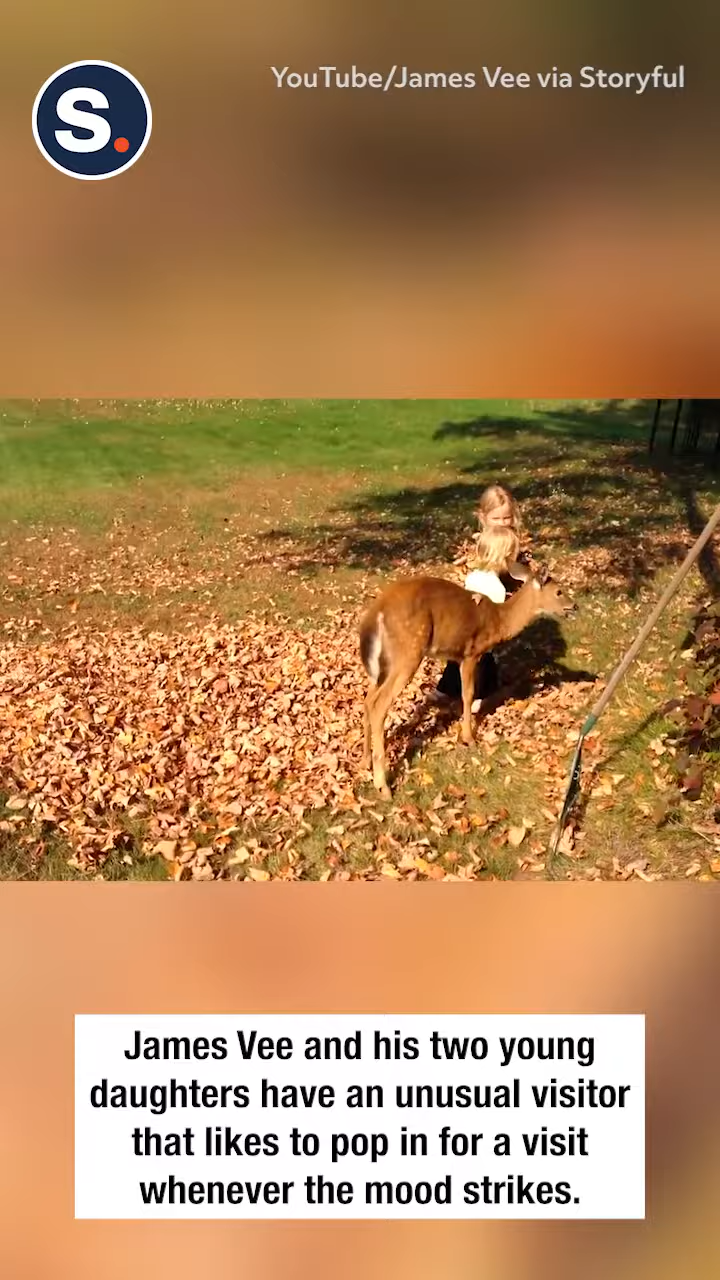 S.
YouTube/James Vee via Storyful
James Vee and his two young
daughters have an unusual visitor
that likes to pop in for a visit
whenever the mood strikes.